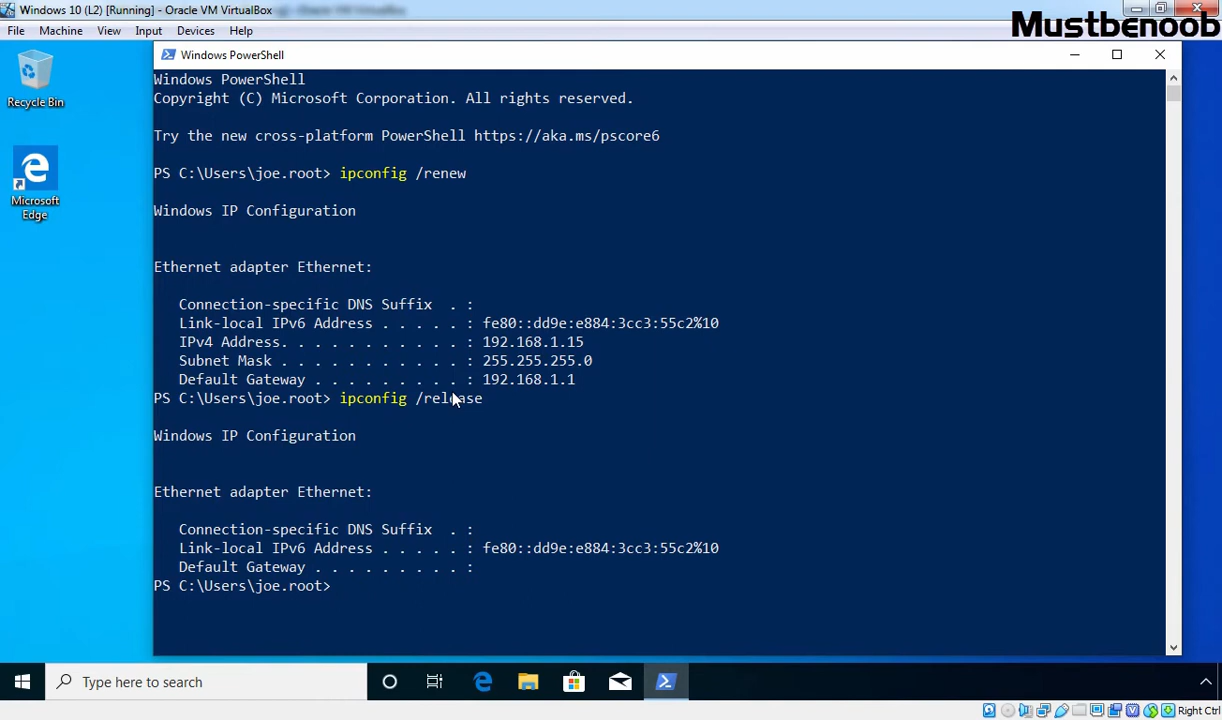 Windows 10 (L2) [Running] - Oracle VM VirtualBox
File Machine View Input Devices Help
Mustbenoob
Recycle Bin
Microsoft
Edge
Windows PowerShell
Windows PowerShell
Copyright (C) Microsoft Corporation. All rights reserved.
Try the new cross-platform PowerShell https://aka.ms/pscore6
PS C:\Users\joe.root> ipconfig /renew
Windows IP Configuration
Ethernet adapter Ethernet:
Connection-specific DNS Suffix . :
Link-local IPv6 Address . . . . . : fe80::dd9e:e884:3cc3:55c2%10
IPv4 Address. . . . . . . . . . . : 192.168.1.15
Subnet Mask . . . . . . . . . . . : 255.255.255.0
Default Gateway . . . . . . . . . : 192.168.1.1
PS C:\Users\joe.root> ipconfig /release
Windows IP Configuration
Ethernet adapter Ethernet:
Connection-specific DNS Suffix . :
Link-local IPv6 Address . . . . . : fe80::dd9e:e884:3cc3:55c2%10
Default Gateway . . . . . . . . . :
PS C:\Users\joe.root>
Type here to search
Right Ctrl